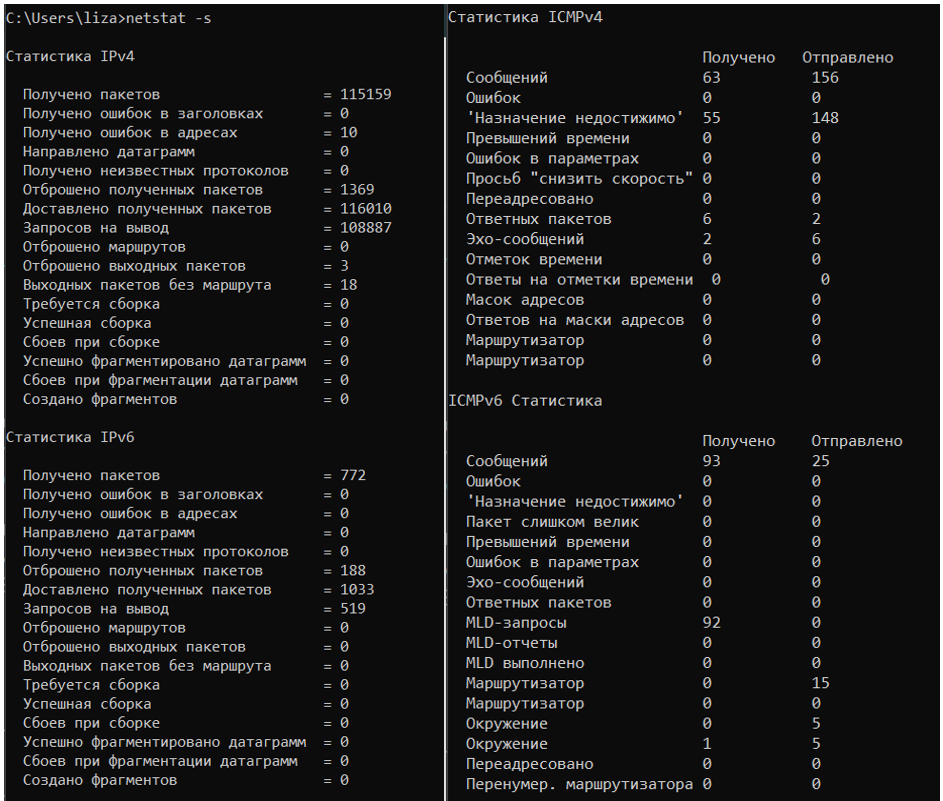 C:\Users\liza>netstat -s
Статистика IPv4
Получено пакетов = 115159
Получено ошибок в заголовках = 0
Получено ошибок в адресах = 10
Направлено датаграмм = 0
Получено неизвестных протоколов = 0
Отброшено полученных пакетов = 1369
Доставлено полученных пакетов = 116010
Запросов на вывод = 108887
Отброшено маршрутов = 0
Отброшено выходных пакетов = 3
Выходных пакетов без маршрута = 18
Требуется сборка = 0
Успешная сборка = 0
Сбоев при сборке = 0
Успешно фрагментировано датаграмм = 0
Сбоев при фрагментации датаграмм = 0
Создано фрагментов = 0
Статистика IPv6
Получено пакетов = 772
Получено ошибок в заголовках = 0
Получено ошибок в адресах = 0
Направлено датаграмм = 0
Получено неизвестных протоколов = 0
Отброшено полученных пакетов = 188
Доставлено полученных пакетов = 1033
Запросов на вывод = 519
Отброшено маршрутов = 0
Отброшено выходных пакетов = 0
Выходных пакетов без маршрута = 0
Требуется сборка = 0
Успешная сборка = 0
Сбоев при сборке = 0
Успешно фрагментировано датаграмм = 0
Сбоев при фрагментации датаграмм = 0
Создано фрагментов = 0
Статистика ICMPv4
Получено Отправлено
Сообщений 63 156
Ошибок 0 0
'Назначение недостижимо' 55 148
Превышений времени 0 0
Ошибок в параметрах 0 0
Просьб "снизить скорость" 0 0
Переадресовано 0 0
Ответных пакетов 6 2
Эхо-сообщений 2 6
Отметок времени 0 0
Ответы на отметки времени 0 0
Масок адресов 0 0
Ответов на маски адресов 0 0
Маршрутизатор 0 0
Маршрутизатор 0 0
ICMPv6 Статистика
Получено Отправлено
Сообщений 93 25
Ошибок 0 0
'Назначение недостижимо' 0 0
Пакет слишком велик 0 0
Превышений времени 0 0
Ошибок в параметрах 0 0
Эхо-сообщений 0 0
Ответных пакетов 0 0
MLD-запросы 92 0
MLD-отчеты 0 0
MLD выполнено 0 0
Маршрутизатор 0 15
Маршрутизатор 0 0
Окружение 0 5
Окружение 1 5
Переадресовано 0 0
Перенумер. маршрутизатора 0 0